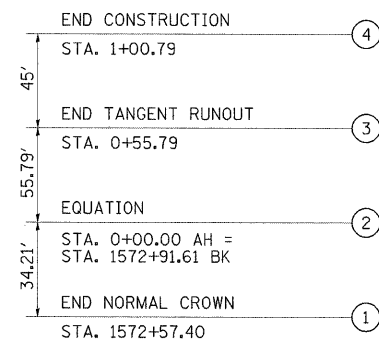 END CONSTRUCTION
4
STA. 1+00.79
45'
END TANGENT RUNOUT
3
STA. 0+55.79
55.79'
EQUATION
2
STA. 0+00.00 AH =
STA. 1572+91.61 BK
34.21'
END NORMAL CROWN
1
STA. 1572+57.40